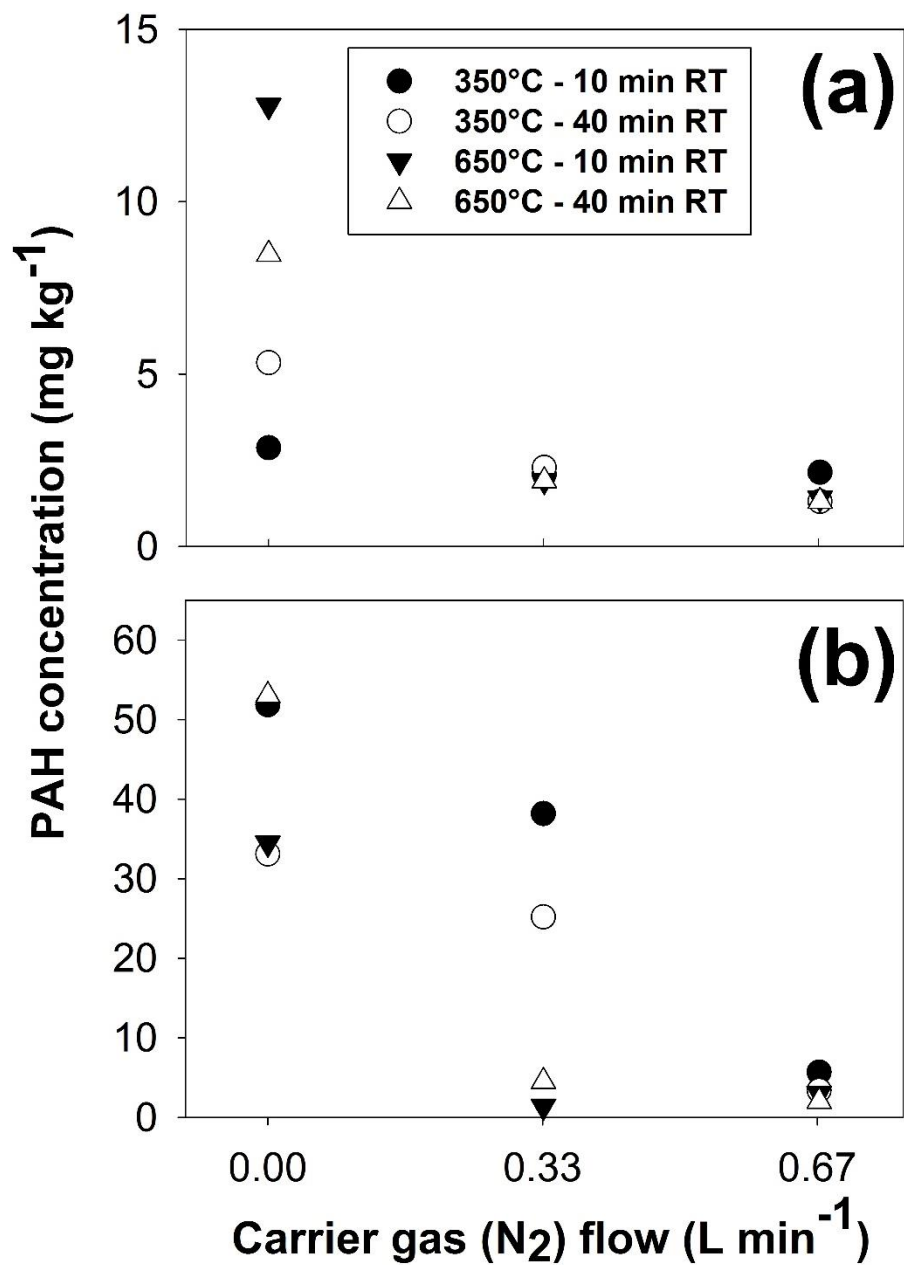 15
10
5
0
(a)
350°C - 10 min RT
350°C - 40 min RT
650°C - 10 min RT
650°C - 40 min RT
PAH concentration (mg kg⁻¹)
60
50
40
30
20
10
0
(b)
0.00 0.33 0.67
Carrier gas (N₂) flow (L min⁻¹)